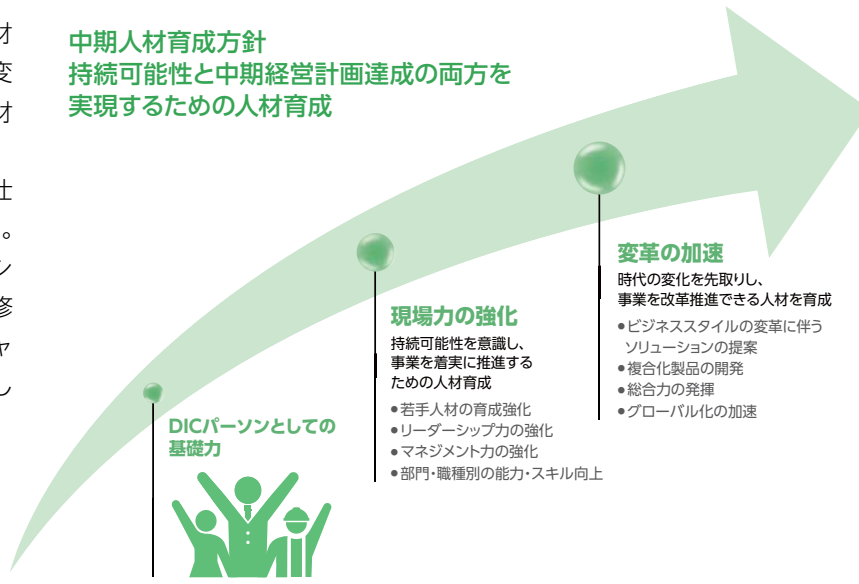 材
変
材
仕
。
ン
修
ャ
し
中期人材育成方針
持続可能性と中期経営計画達成の両方を
実現するための人材育成
DICパーソンとしての
基礎力
現場力の強化
持続可能性を意識し、
事業を着実に推進する
ための人材育成
●若手人材の育成強化
●リーダーシップ力の強化
●マネジメント力の強化
●部門・職種別の能力・スキル向上
変革の加速
時代の変化を先取りし、
事業を改革推進できる人材を育成
●ビジネススタイルの変革に伴う
ソリューションの提案
●複合化製品の開発
●総合力の発揮
●グローバル化の加速